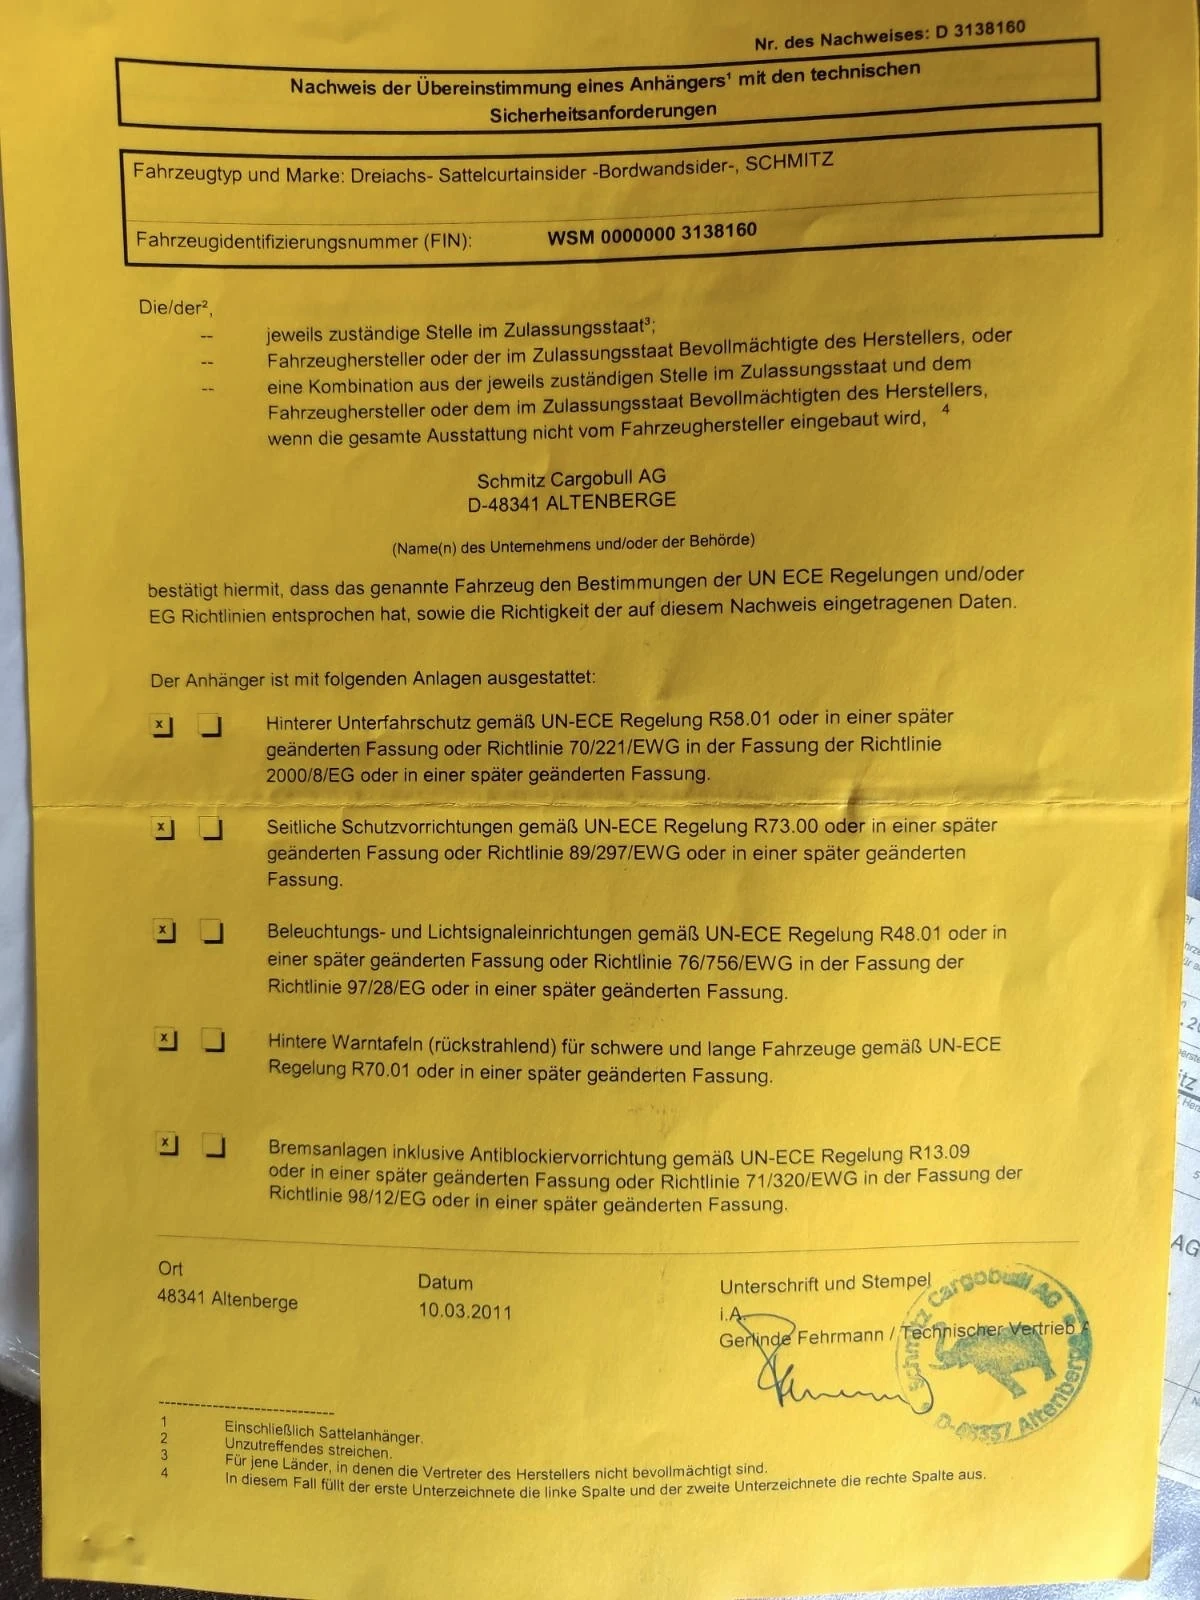 Nr. des Nachweises: D 3138160
Nachweis der Übereinstimmung eines Anhängers¹ mit den technischen
Sicherheitsanforderungen
Fahrzeugtyp und Marke: Dreiachs- Sattelcurtainsider -Bordwandsider-, SCHMITZ
Fahrzeugidentifizierungsnummer (FIN): WSM 0000000 3138160
Die/der²,
-- jeweils zuständige Stelle im Zulassungsstaat³;
-- Fahrzeughersteller oder der im Zulassungsstaat Bevollmächtigte des Herstellers, oder
-- eine Kombination aus der jeweils zuständigen Stelle im Zulassungsstaat und dem
Fahrzeughersteller oder dem im Zulassungsstaat Bevollmächtigten des Herstellers,
wenn die gesamte Ausstattung nicht vom Fahrzeughersteller eingebaut wird, ⁴
Schmitz Cargobull AG
D-48341 ALTENBERGE
(Name(n) des Unternehmens und/oder der Behörde)
bestätigt hiermit, dass das genannte Fahrzeug den Bestimmungen der UN ECE Regelungen und/oder
EG Richtlinien entsprochen hat, sowie die Richtigkeit der auf diesem Nachweis eingetragenen Daten.
Der Anhänger ist mit folgenden Anlagen ausgestattet:
x Hinterer Unterfahrschutz gemäß UN-ECE Regelung R58.01 oder in einer später
geänderten Fassung oder Richtlinie 70/221/EWG in der Fassung der Richtlinie
2000/8/EG oder in einer später geänderten Fassung.
x Seitliche Schutzvorrichtungen gemäß UN-ECE Regelung R73.00 oder in einer später
geänderten Fassung oder Richtlinie 89/297/EWG oder in einer später geänderten
Fassung.
x Beleuchtungs- und Lichtsignaleinrichtungen gemäß UN-ECE Regelung R48.01 oder in
einer später geänderten Fassung oder Richtlinie 76/756/EWG in der Fassung der
Richtlinie 97/28/EG oder in einer später geänderten Fassung.
x Hintere Warntafeln (rückstrahlend) für schwere und lange Fahrzeuge gemäß UN-ECE
Regelung R70.01 oder in einer später geänderten Fassung.
x Bremsanlagen inklusive Antiblockiervorrichtung gemäß UN-ECE Regelung R13.09
oder in einer später geänderten Fassung oder Richtlinie 71/320/EWG in der Fassung der
Richtlinie 98/12/EG oder in einer später geänderten Fassung.
Ort Datum Unterschrift und Stempel
48341 Altenberge 10.03.2011 i.A.
Gerlinde Fehrmann / Technischer Vertrieb
Schmitz Cargobull AG
D-48337 Altenberge
1 Einschließlich Sattelanhänger.
2 Unzutreffendes streichen.
3 Für jene Länder, in denen die Vertreter des Herstellers nicht bevollmächtigt sind.
4 In diesem Fall füllt der erste Unterzeichnete die linke Spalte und der zweite Unterzeichnete die rechte Spalte aus.
AG